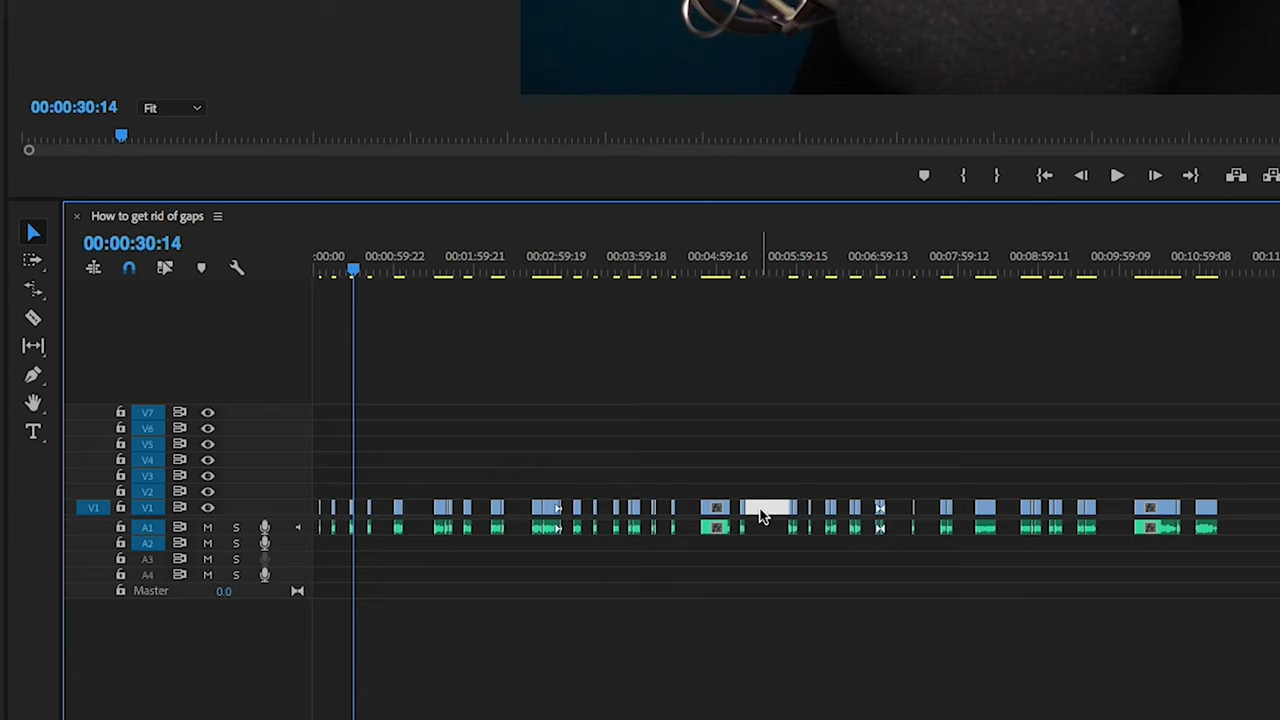 00:00:30:14 Fit
How to get rid of gaps
00:00:30:14
:00:00 00:00:59:22 00:01:59:21 00:02:59:19 00:03:59:18 00:04:59:16 00:05:59:15 00:06:59:13 00:07:59:12 00:08:59:11 00:09:59:09 00:10:59:08 00:11
V7
V6
V5
V4
V3
V2
V1 V1 fx fx
A1 M S fx fx
A2 M S
A3 M S
A4 M S
Master 0.0